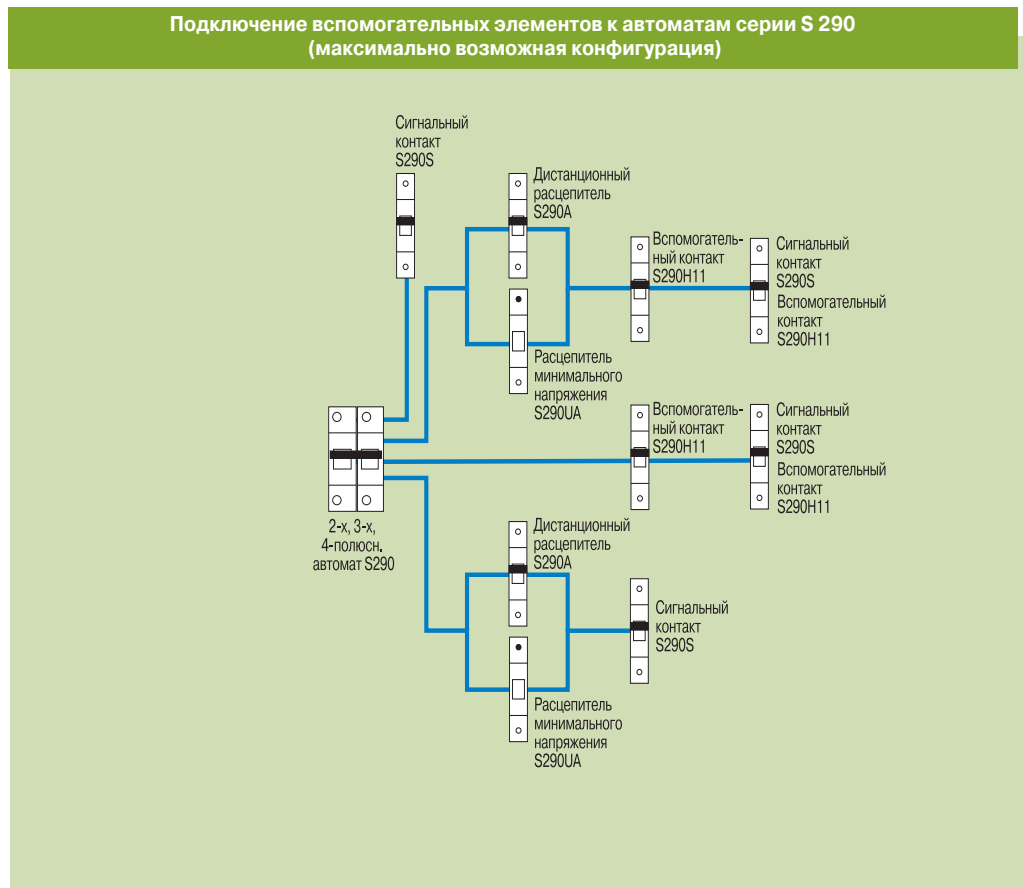 Подключение вспомогательных элементов к автоматам серии S 290
(максимально возможная конфигурация)
Сигнальный
контакт
S290S
Дистанционный
расцепитель
S290A
Вспомогатель-
ный контакт
S290H11
Сигнальный
контакт
S290S
Вспомогательный
контакт
S290H11
Расцепитель
минимального
напряжения
S290UA
Вспомогатель-
ный контакт
S290H11
Сигнальный
контакт
S290S
Вспомогательный
контакт
S290H11
2-х, 3-х,
4-полюсн.
автомат S290
Дистанционный
расцепитель
S290A
Сигнальный
контакт
S290S
Расцепитель
минимального
напряжения
S290UA